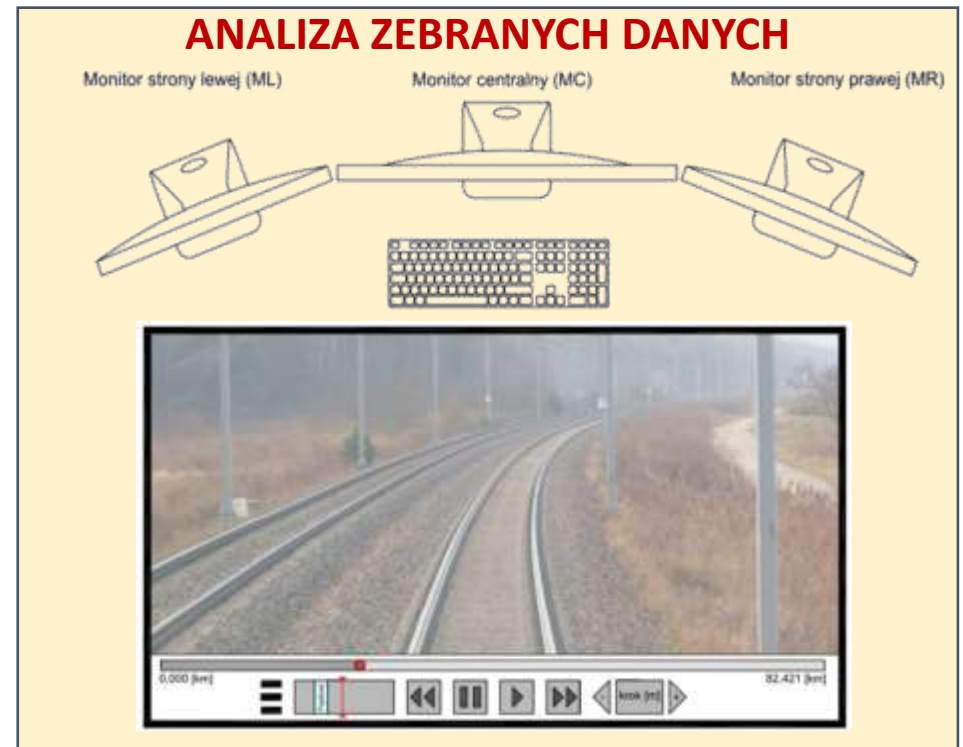 ANALIZA ZEBRANYCH DANYCH
Monitor strony lewej (ML)
Monitor centralny (MC)
Monitor strony prawej (MR)
0,000 [km]
82.421 [km]
- krok [m] +